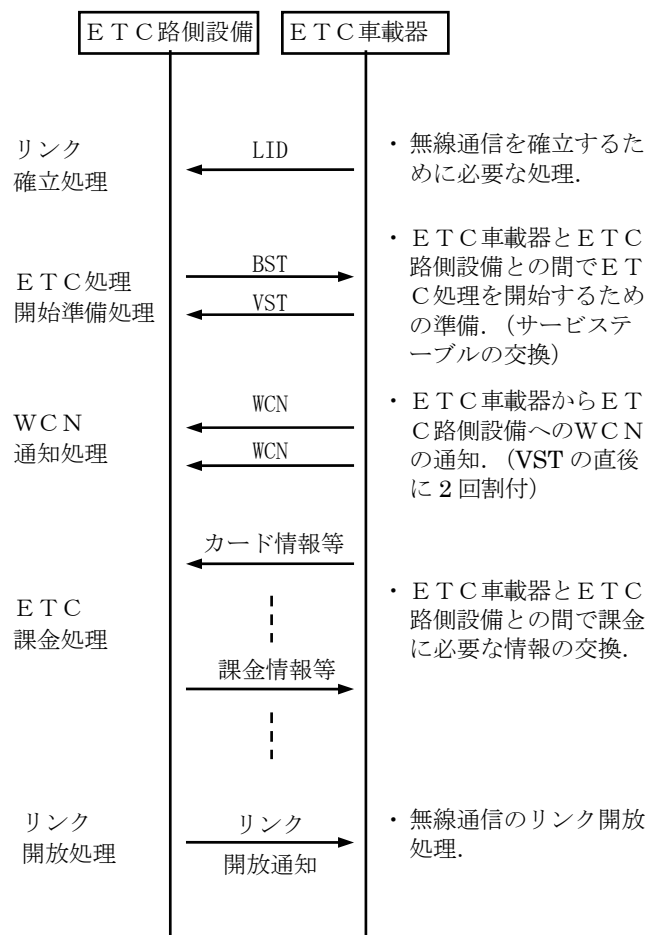 ＥＴＣ路側設備
ＥＴＣ車載器
リンク
確立処理
LID
・ 無線通信を確立するた
めに必要な処理．
ＥＴＣ処理
開始準備処理
BST
VST
・ ＥＴＣ車載器とＥＴＣ
路側設備との間でＥＴ
Ｃ処理を開始するため
の準備．（サービステ
ーブルの交換）
ＷＣＮ
通知処理
WCN
WCN
・ ＥＴＣ車載器からＥＴ
Ｃ路側設備へのＷＣＮ
の通知．（VST の直後
に 2 回割付）
ＥＴＣ
課金処理
カード情報等
課金情報等
・ ＥＴＣ車載器とＥＴＣ
路側設備との間で課金
に必要な情報の交換．
リンク
開放処理
リンク
開放通知
・ 無線通信のリンク開放
処理．